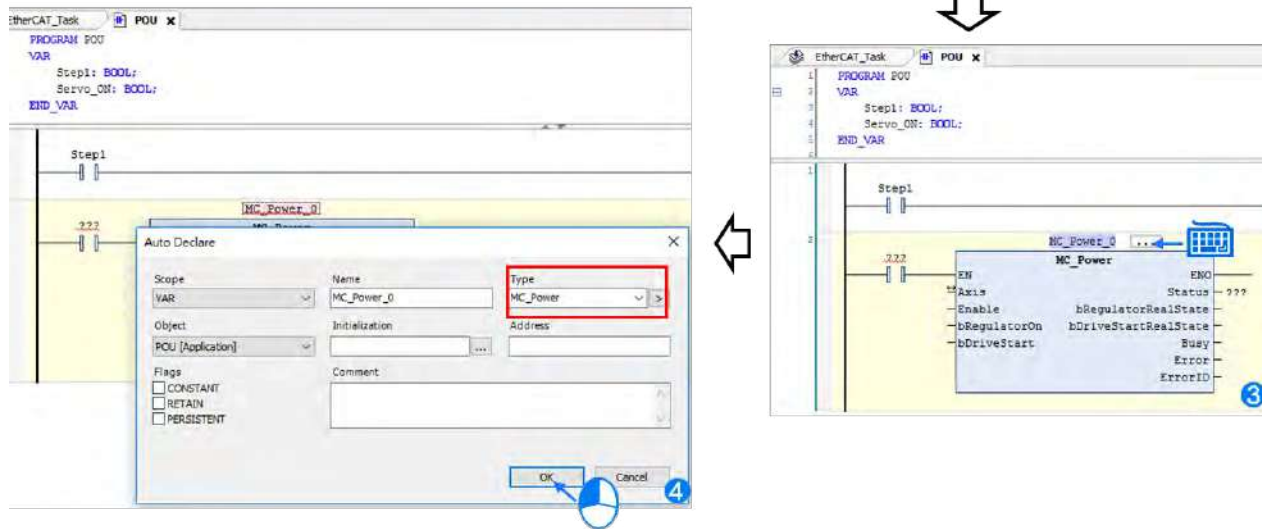 EtherCAT_Task POU x
1 PROGRAM POU
2 VAR
3 Step1: BOOL;
4 Servo_ON: BOOL;
5 END_VAR
6
1
Step1
2
MC_Power_0 ...
??? MC_Power
EN ENO
Axis Status ???
Enable bRegulatorRealState
bRegulatorOn bDriveStartRealState
bDriveStart Busy
Error
ErrorID
3
EtherCAT_Task POU x
PROGRAM POU
VAR
Step1: BOOL;
Servo_ON: BOOL;
END_VAR
Step1
MC_Power_0
??? MC_Power
Auto Declare
Scope Name Type
VAR MC_Power_0 MC_Power >
Object Initialization Address
POU [Application] ...
Flags Comment
CONSTANT
RETAIN
PERSISTENT
OK Cancel
4